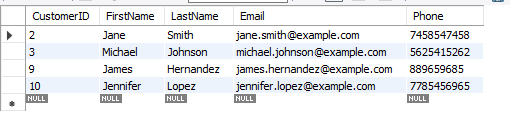 CustomerID FirstName LastName Email Phone
2 Jane Smith jane.smith@example.com 7458547458
3 Michael Johnson michael.johnson@example.com 5625415262
9 James Hernandez james.hernandez@example.com 889659685
10 Jennifer Lopez jennifer.lopez@example.com 7785456965
NULL NULL NULL NULL NULL